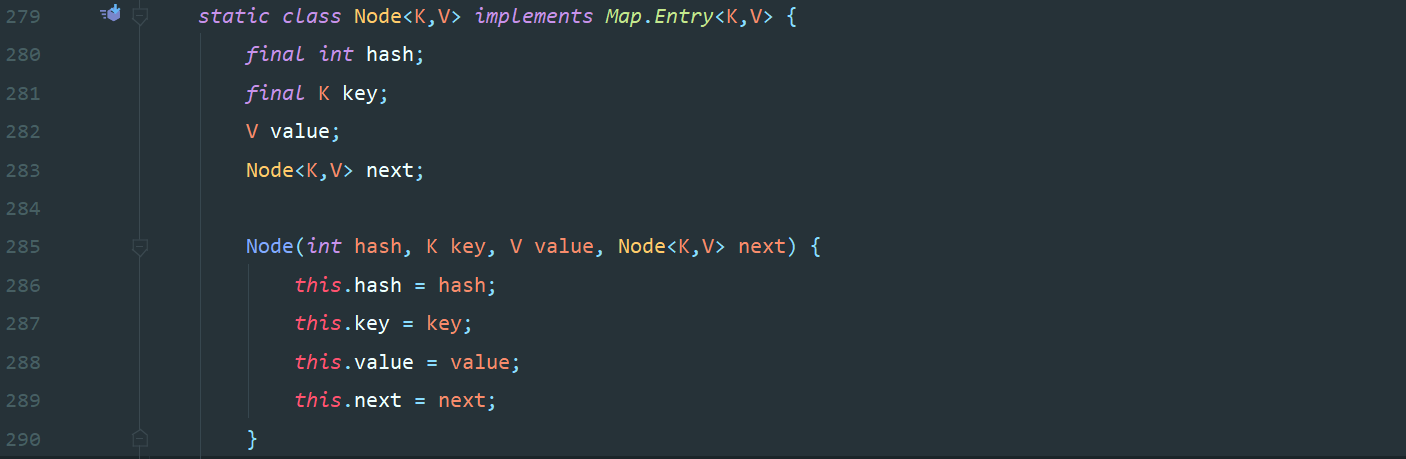 279 static class Node<K,V> implements Map.Entry<K,V> {
280 final int hash;
281 final K key;
282 V value;
283 Node<K,V> next;
284
285 Node(int hash, K key, V value, Node<K,V> next) {
286 this.hash = hash;
287 this.key = key;
288 this.value = value;
289 this.next = next;
290 }